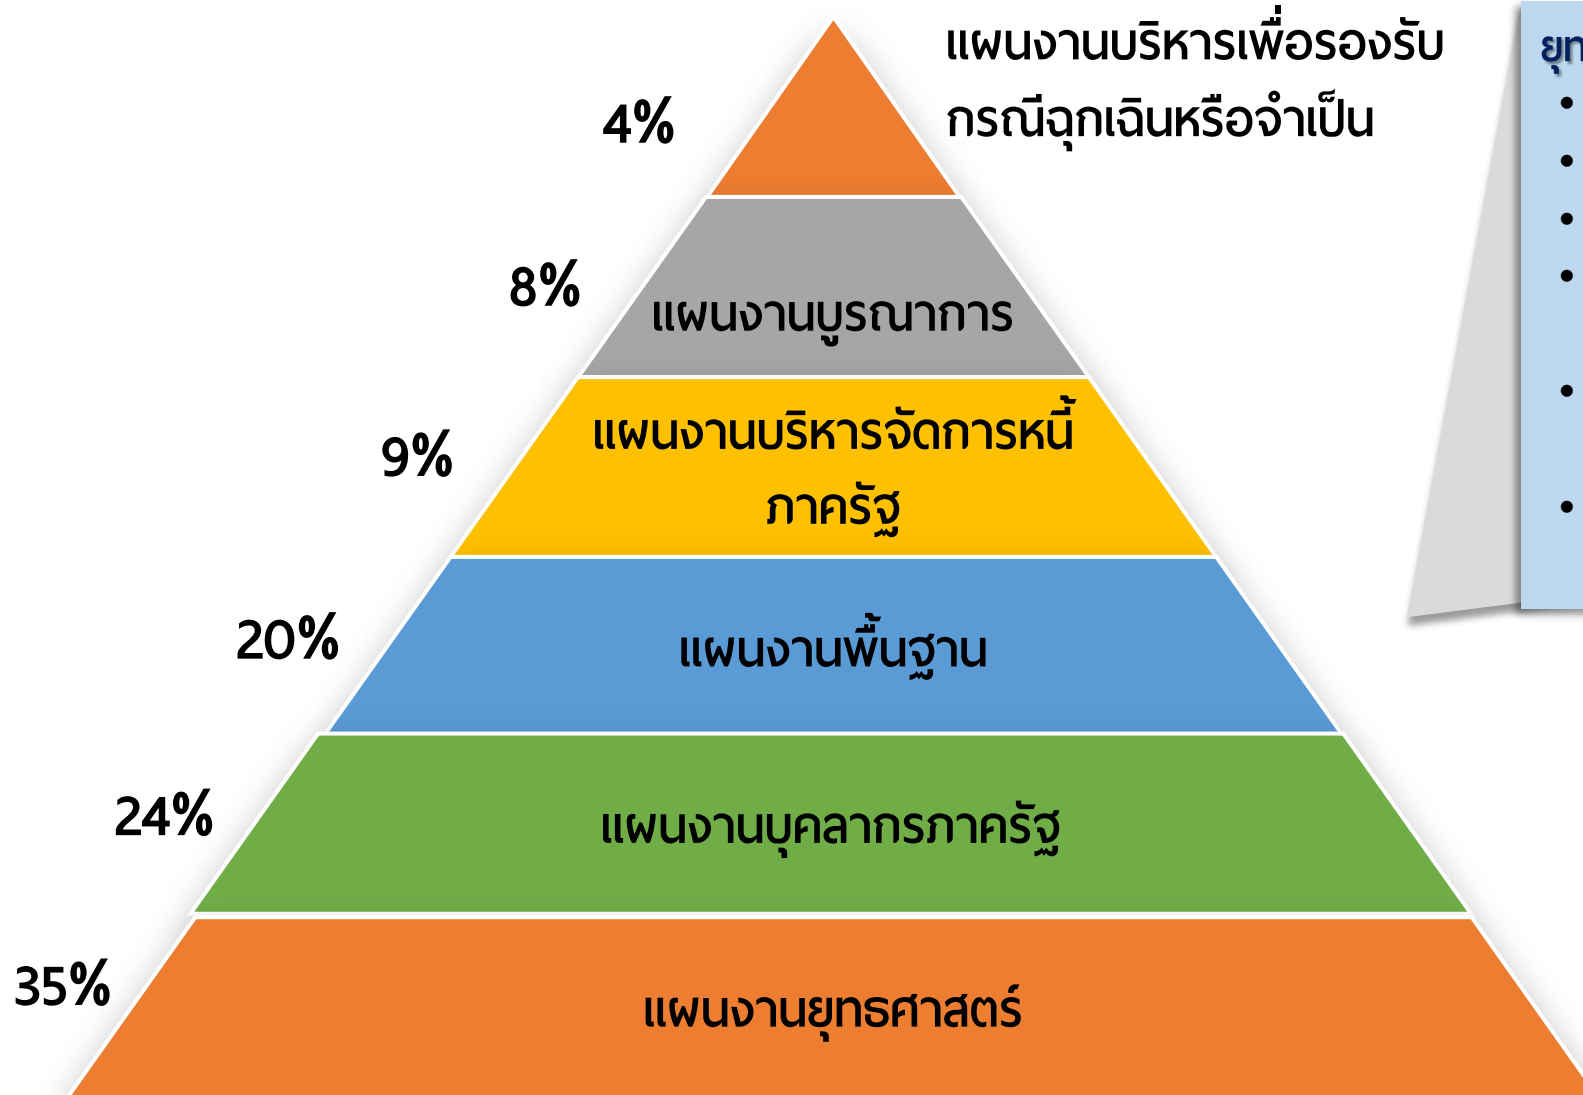 แผนงานบริหารเพื่อรองรับ
กรณีฉุกเฉินหรือจำเป็น
4%
8%
แผนงานบูรณาการ
9%
แผนงานบริหารจัดการหนี้
ภาครัฐ
20%
แผนงานพื้นฐาน
24%
แผนงานบุคลากรภาครัฐ
35%
แผนงานยุทธศาสตร์